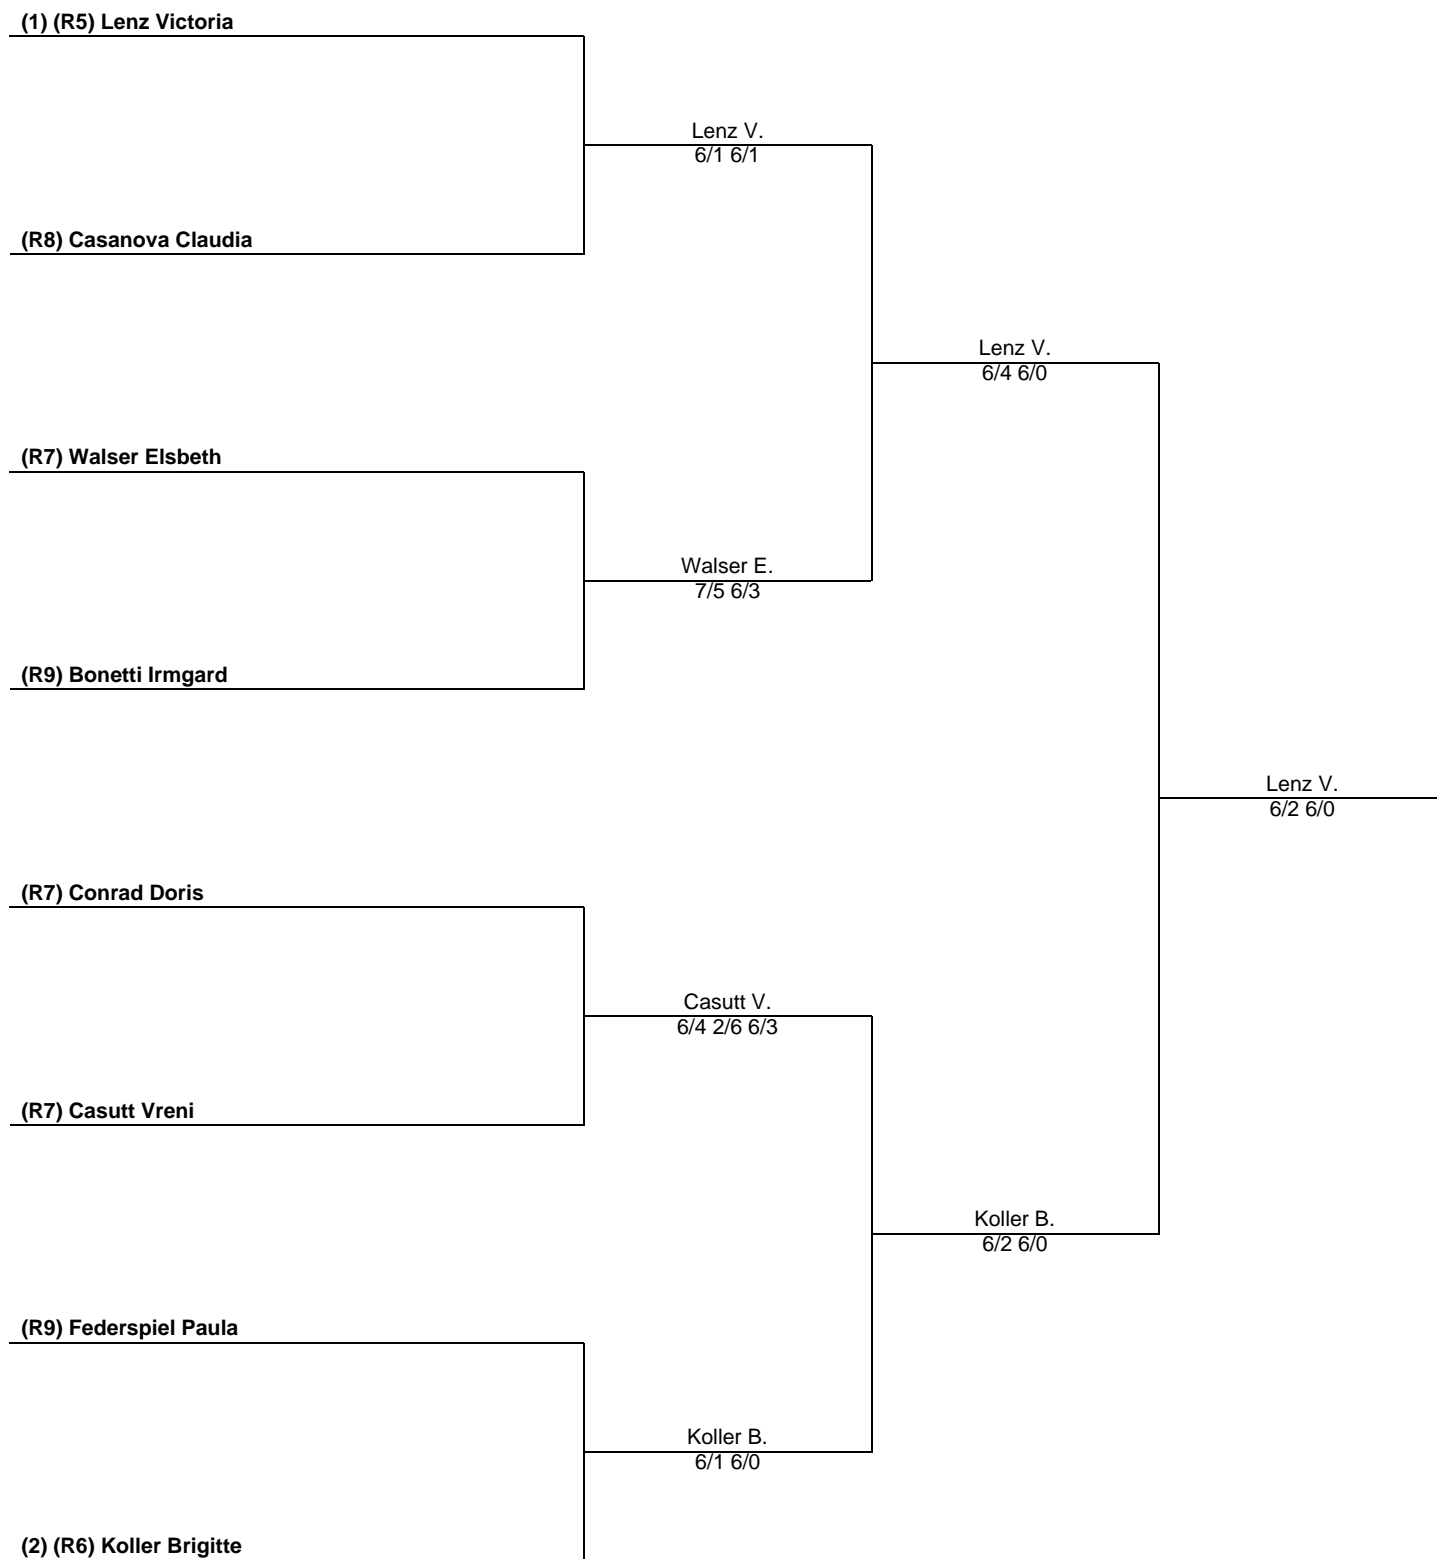 (1) (R5) Lenz Victoria
Lenz V.
6/1 6/1
(R8) Casanova Claudia
Lenz V.
6/4 6/0
(R7) Walser Elsbeth
Walser E.
7/5 6/3
(R9) Bonetti Irmgard
Lenz V.
6/2 6/0
(R7) Conrad Doris
Casutt V.
6/4 2/6 6/3
(R7) Casutt Vreni
Koller B.
6/2 6/0
(R9) Federspiel Paula
Koller B.
6/1 6/0
(2) (R6) Koller Brigitte